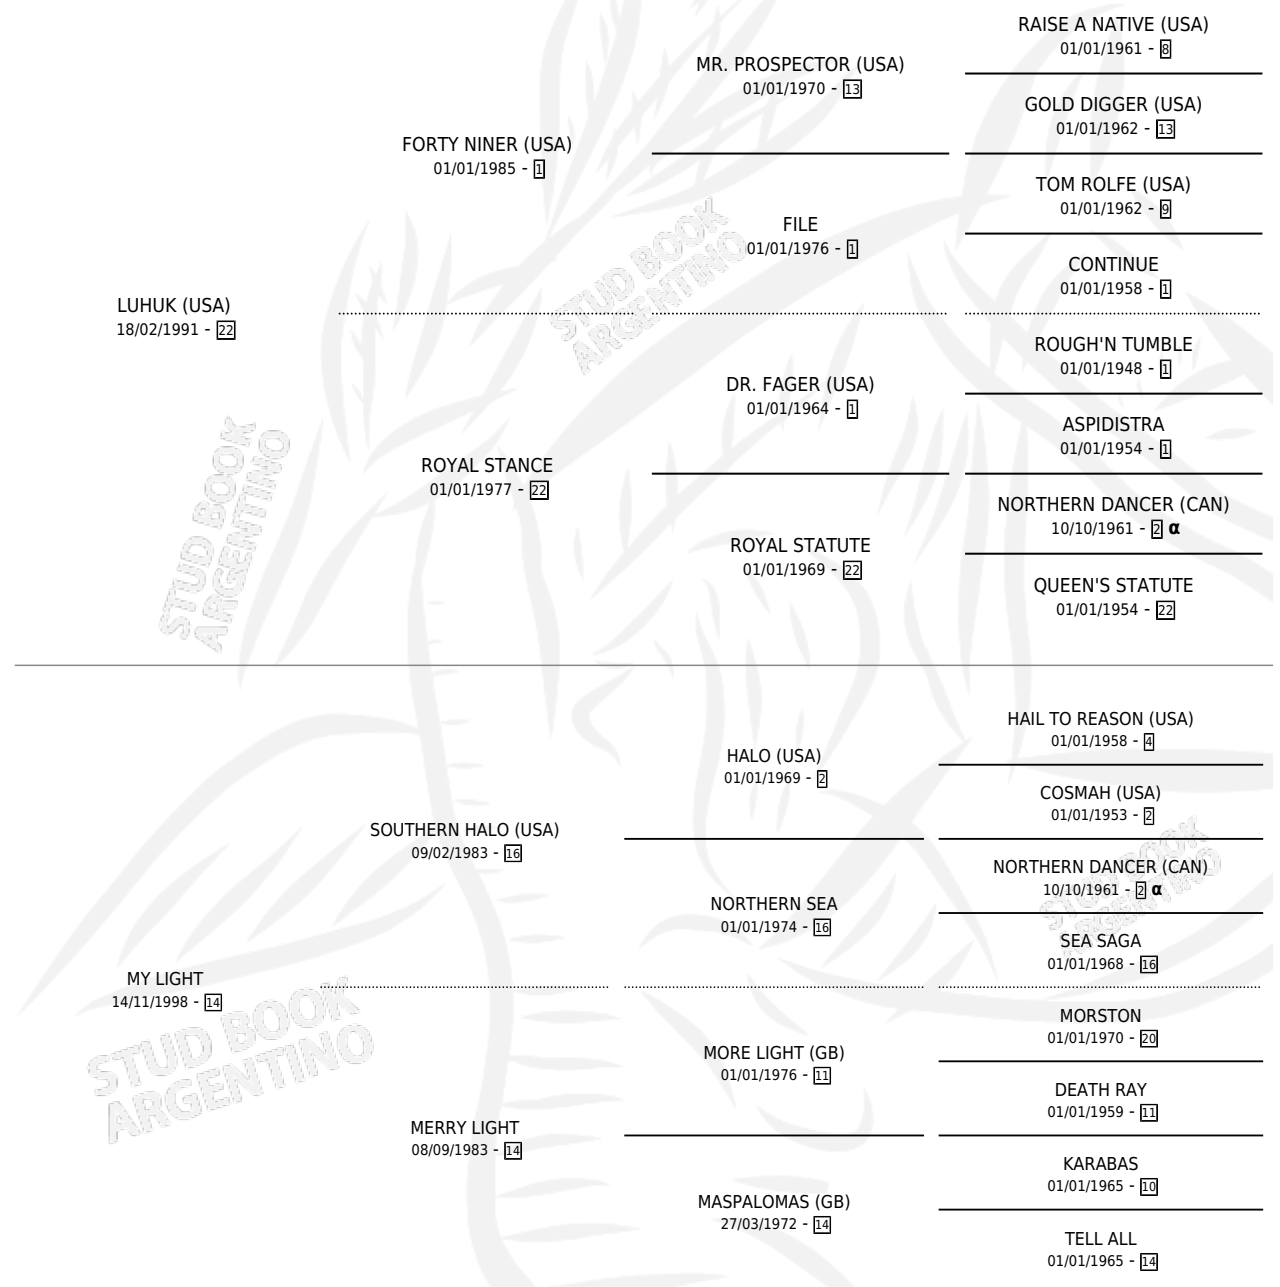 RAISE A NATIVE (USA)
01/01/1961 - 8
MR. PROSPECTOR (USA)
01/01/1970 - 13
GOLD DIGGER (USA)
01/01/1962 - 13
FORTY NINER (USA)
01/01/1985 - 1
TOM ROLFE (USA)
01/01/1962 - 9
FILE
01/01/1976 - 1
CONTINUE
01/01/1958 - 1
STUD BOOK
ARGENTINO
LUHUK (USA)
18/02/1991 - 22
ROUGH'N TUMBLE
01/01/1948 - 1
DR. FAGER (USA)
01/01/1964 - 1
ASPIDISTRA
01/01/1954 - 1
ROYAL STANCE
01/01/1977 - 22
NORTHERN DANCER (CAN)
10/10/1961 - 2 α
ROYAL STATUTE
01/01/1969 - 22
QUEEN'S STATUTE
01/01/1954 - 22
STUD BOOK
ARGENTINO
HAIL TO REASON (USA)
01/01/1958 - 4
HALO (USA)
01/01/1969 - 2
COSMAH (USA)
01/01/1953 - 2
SOUTHERN HALO (USA)
09/02/1983 - 16
NORTHERN DANCER (CAN)
10/10/1961 - 2 α
NORTHERN SEA
01/01/1974 - 16
SEA SAGA
01/01/1968 - 16
STUD BOOK
ARGENTINO
MY LIGHT
14/11/1998 - 14
MORSTON
01/01/1970 - 20
MORE LIGHT (GB)
01/01/1976 - 11
DEATH RAY
01/01/1959 - 11
MERRY LIGHT
08/09/1983 - 14
KARABAS
01/01/1965 - 10
MASPALOMAS (GB)
27/03/1972 - 14
TELL ALL
01/01/1965 - 14
STUD BOOK
ARGENTINO